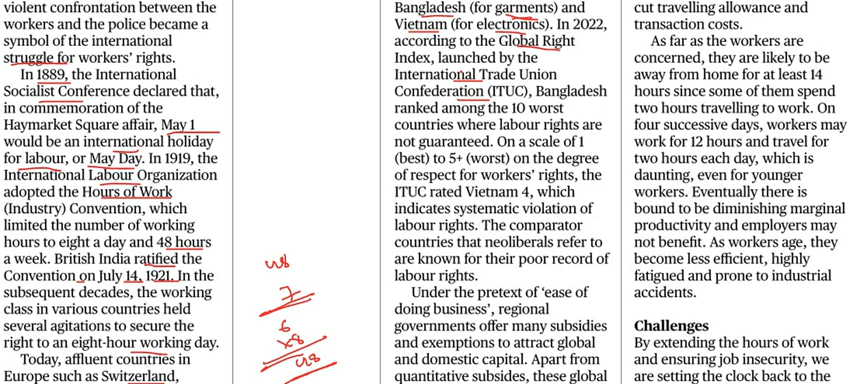 violent confrontation between the
workers and the police became a
symbol of the international
struggle for workers' rights.
In 1889, the International
Socialist Conference declared that,
in commemoration of the
Haymarket Square affair, May 1
would be an international holiday
for labour, or May Day. In 1919, the
International Labour Organization
adopted the Hours of Work
(Industry) Convention, which
limited the number of working
hours to eight a day and 48 hours
a week. British India ratified the
Convention on July 14, 1921. In the
subsequent decades, the working
class in various countries held
several agitations to secure the
right to an eight-hour working day.
Today, affluent countries in
Europe such as Switzerland,
48
7
6
x8
48
Bangladesh (for garments) and
Vietnam (for electronics). In 2022,
according to the Global Right
Index, launched by the
International Trade Union
Confederation (ITUC), Bangladesh
ranked among the 10 worst
countries where labour rights are
not guaranteed. On a scale of 1
(best) to 5+ (worst) on the degree
of respect for workers' rights, the
ITUC rated Vietnam 4, which
indicates systematic violation of
labour rights. The comparator
countries that neoliberals refer to
are known for their poor record of
labour rights.
Under the pretext of 'ease of
doing business', regional
governments offer many subsidies
and exemptions to attract global
and domestic capital. Apart from
quantitative subsides, these global
cut travelling allowance and
transaction costs.
As far as the workers are
concerned, they are likely to be
away from home for at least 14
hours since some of them spend
two hours travelling to work. On
four successive days, workers may
work for 12 hours and travel for
two hours each day, which is
daunting, even for younger
workers. Eventually there is
bound to be diminishing marginal
productivity and employers may
not benefit. As workers age, they
become less efficient, highly
fatigued and prone to industrial
accidents.
Challenges
By extending the hours of work
and ensuring job insecurity, we
are setting the clock back to the